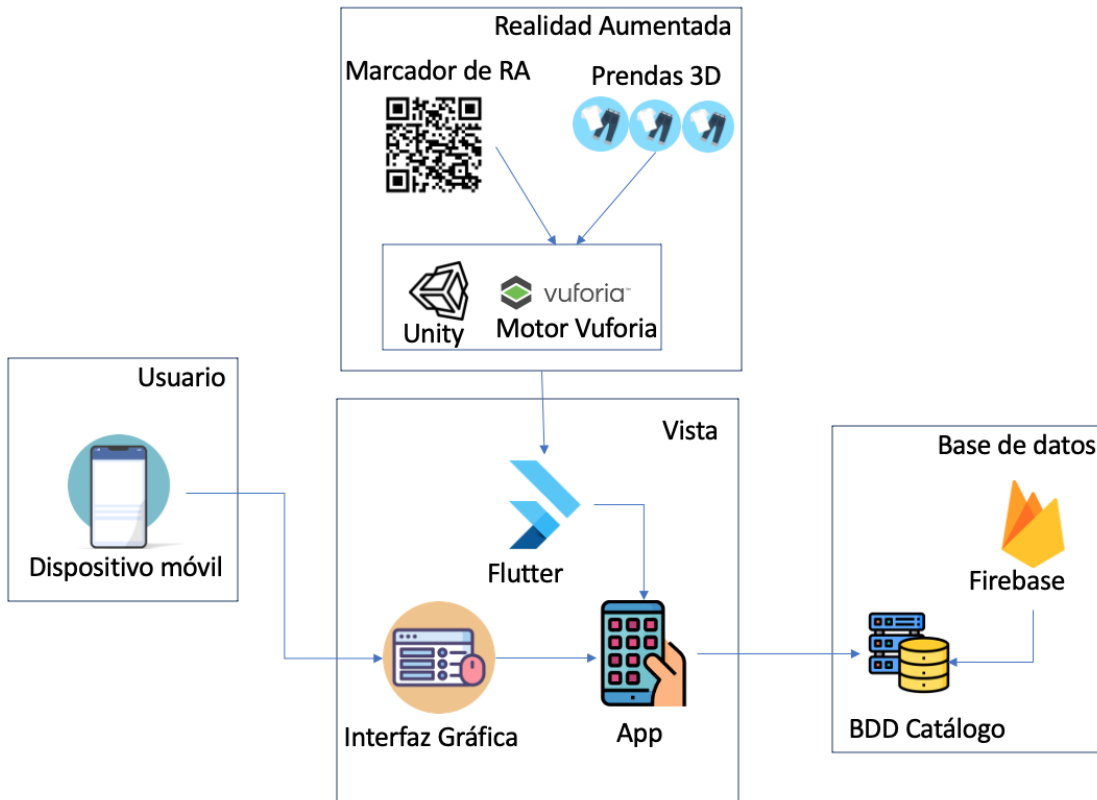 Realidad Aumentada
Marcador de RA
Prendas 3D
vuforia™
Unity
Motor Vuforia
Usuario
Dispositivo móvil
Vista
Flutter
Interfaz Gráfica
App
Base de datos
Firebase
BDD Catálogo